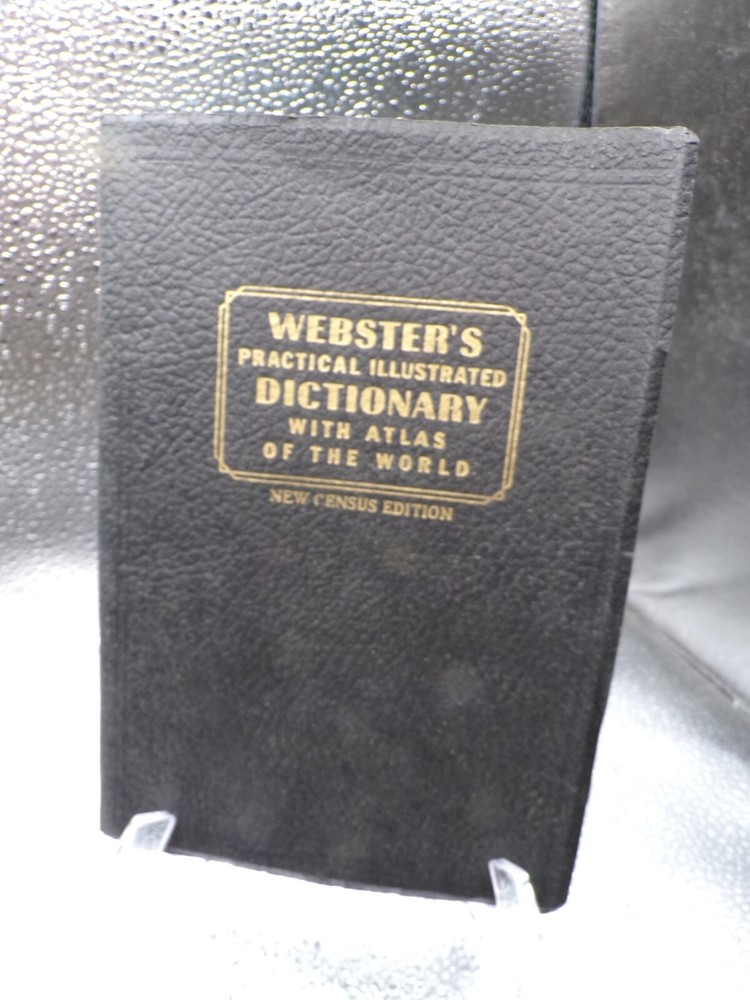 WEBSTER'S
PRACTICAL ILLUSTRATED
DICTIONARY
WITH ATLAS
OF THE WORLD
NEW CENSUS EDITION